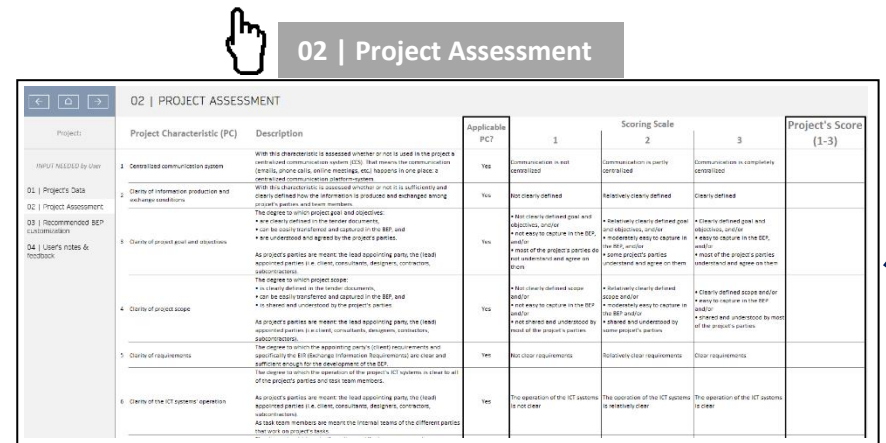 02 | Project Assessment
← ⌂ →
02 | PROJECT ASSESSMENT
Project:
INPUT NEEDED by User
01 | Project's Data
02 | Project Assessment
03 | Recommended BEP
customization
04 | User's notes &
feedback
Project Characteristic (PC)
Description
Applicable
PC?
Scoring Scale
1
2
3
Project's Score
(1-3)
1 Centralized communication system
With this characteristic is assessed whether or not is used in the project a
centralized communication system (CCS). That means the communication
(emails, phone calls, online meetings, etc.) happens in one place: a
centralized communication platform-system.
Yes
Communication is not
centralized
Communication is partly
centralized
Communication is completely
centralized
2 Clarity of information production and
exchange conditions
With this characteristic is assessed whether or not it is sufficiently and
clearly defined how the information is produced and exchanged among
project's parties and team members.
Yes
Not clearly defined
Relatively clearly defined
Clearly defined
3 Clarity of project goal and objectives
The degree to which project goal and objectives:
• are clearly defined in the tender documents,
• can be easily transferred and captured in the BEP, and
• are understood and agreed by the project's parties.
As project's parties are meant: the lead appointing party, the (lead)
appointed parties (i.e. client, consultants, designers, contractors,
subcontractors).
Yes
• Not clearly defined goal and
objectives, and/or
• not easy to capture in the BEP,
and/or
• most of the project's parties do
not understand and agree on
them
• Relatively clearly defined goal
and objectives, and/or
• moderately easy to capture in
the BEP, and/or
• some project's parties
understand and agree on them
• Clearly defined goal and
objectives, and/or
• easy to capture in the BEP,
and/or
• most of the project's parties
understand and agree on them
4 Clarity of project scope
The degree to which the project scope:
• is clearly defined in the tender documents,
• can be easily transferred and captured in the BEP, and
• is shared and understood by the project's parties
As project's parties are meant: the lead appointing party, the (lead)
appointed parties (i.e client, consultants, designers, contractors,
subcontractors).
Yes
• Not clearly defined scope
and/or
• not easy to capture in the BEP
and/or
• not shared and understood by
most of the project's parties
• Relatively clearly defined
scope and/or
• moderately easy to capture in
the BEP and/or
• shared and understood by
some project's parties
• Clearly defined scope and/or
• easy to capture in the BEP
and/or
• shared and understood by most
of the project's parties
5 Clarity of requirements
The degree to which the appointing party's (client) requirements and
specifically the EIR (Exchange Information Requirements) are clear and
sufficient enough for the development of the BEP.
Yes
Not clear requirements
Relatively clear requirements
Clear requirements
6 Clarity of the ICT systems' operation
The degree to which the operation of the project's ICT systems is clear to all
of the project's parties and task team members.
As project's parties are meant: the lead appointing party, the (lead)
appointed parties (i.e. client, consultants, designers, contractors,
subcontractors).
As task team members are meant the internal teams of the different parties
that work on project's tasks.
Yes
The operation of the ICT systems
is not clear
The operation of the ICT systems
is relatively clear
The operation of the ICT systems
is clear